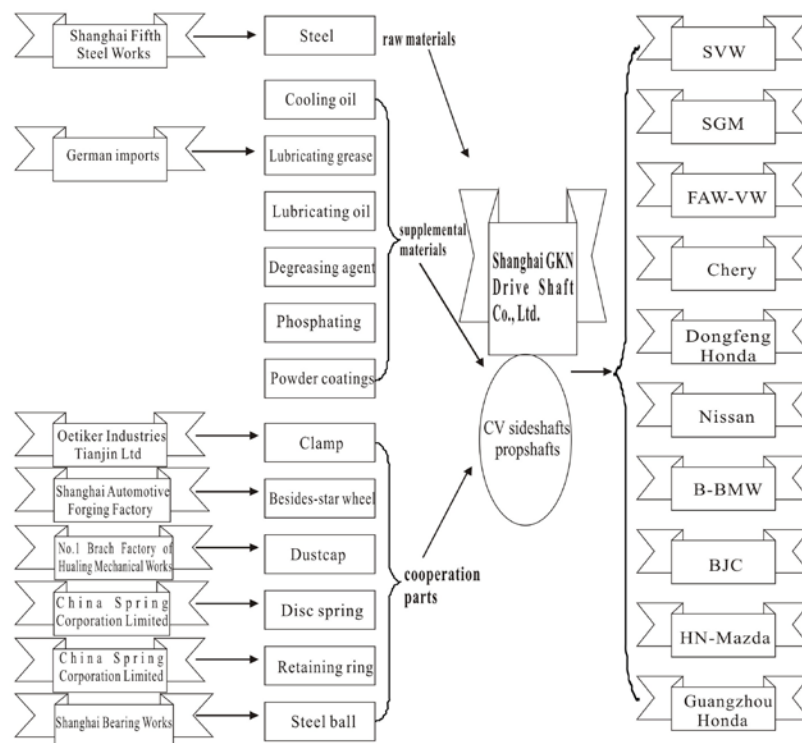 Shanghai Fifth
Steel Works
Steel
raw materials
Cooling oil
German imports
Lubricating grease
Lubricating oil
supplemental
materials
Degreasing agent
Phosphating
Powder coatings
Oetiker Industries
Tianjin Ltd
Clamp
Shanghai Automotive
Forging Factory
Besides-star wheel
No.1 Brach Factory of
Hualing Mechanical Works
Dustcap
cooperation
parts
China Spring
Corporation Limited
Disc spring
China Spring
Corporation Limited
Retaining ring
Shanghai Bearing Works
Steel ball
Shanghai GKN
Drive Shaft
Co., Ltd.
CV sideshafts
propshafts
SVW
SGM
FAW-VW
Chery
Dongfeng
Honda
Nissan
B-BMW
BJC
HN-Mazda
Guangzhou
Honda